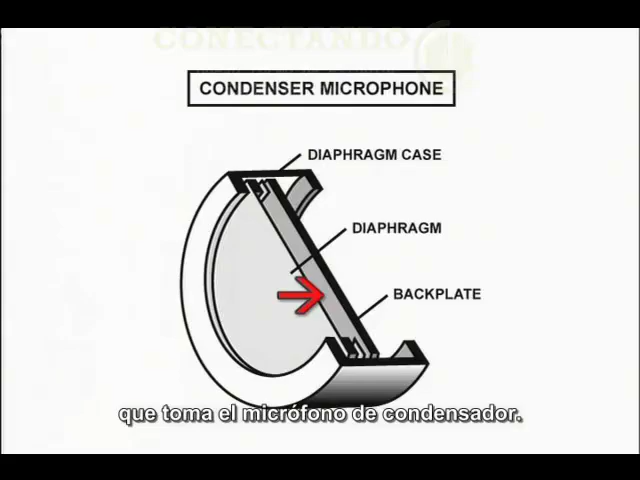 CONECTANDO
CONDENSER MICROPHONE
DIAPHRAGM CASE
DIAPHRAGM
BACKPLATE
que toma el micrófono de condensador.